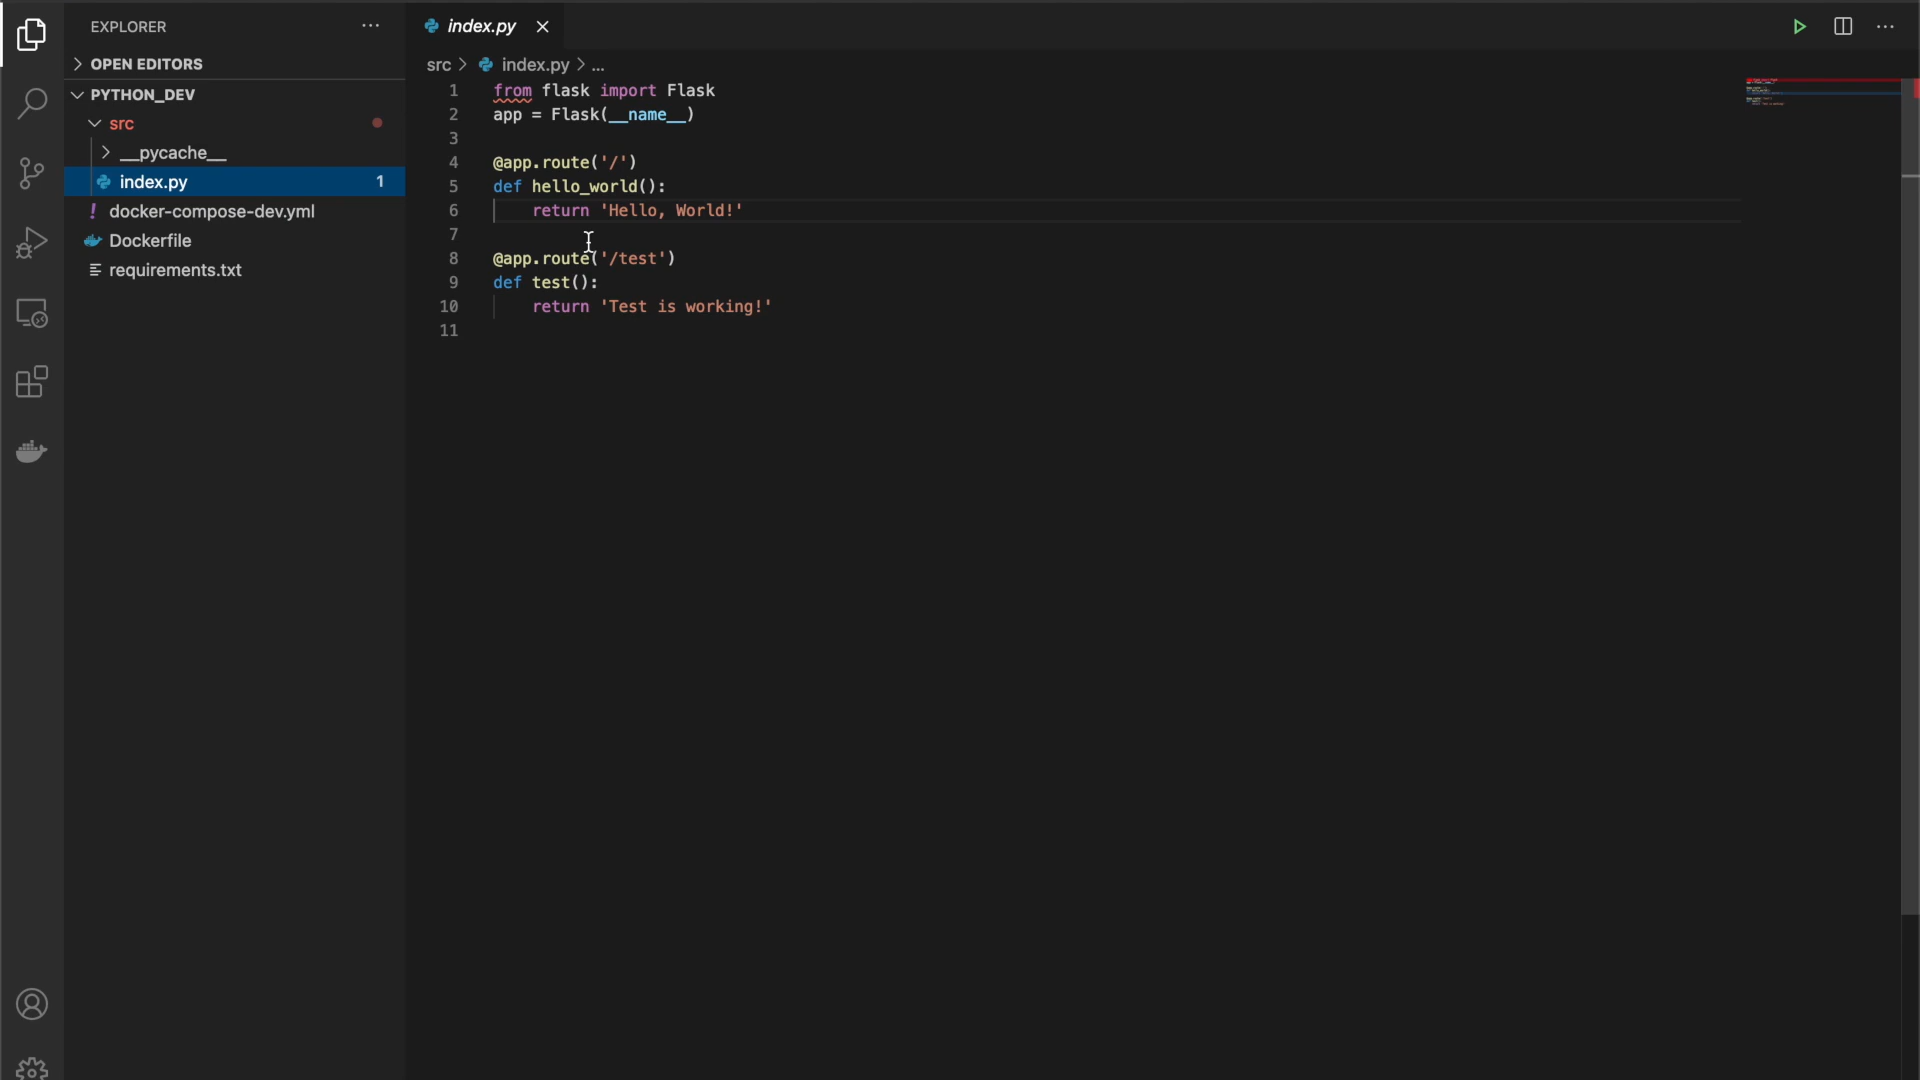 EXPLORER
OPEN EDITORS
PYTHON_DEV
src
__pycache__
index.py 1
! docker-compose-dev.yml
Dockerfile
requirements.txt
index.py
src > index.py > ...
1 from flask import Flask
2 app = Flask(__name__)
3
4 @app.route('/')
5 def hello_world():
6 return 'Hello, World!'
7
8 @app.route('/test')
9 def test():
10 return 'Test is working!'
11